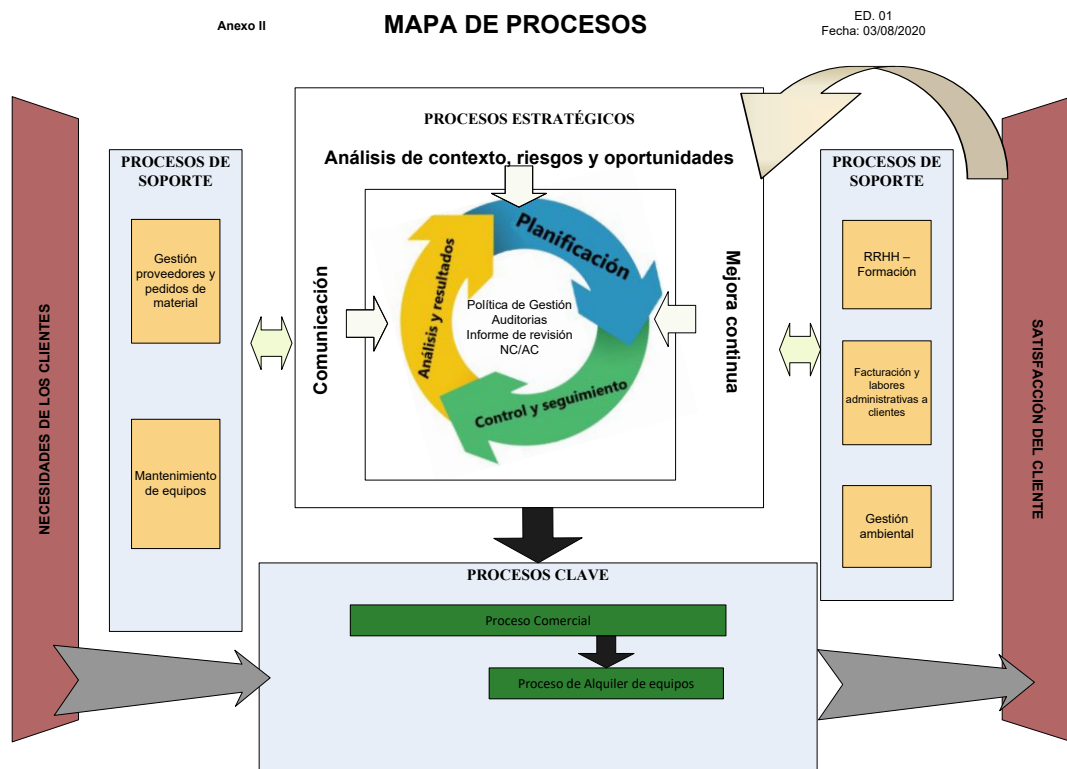 Anexo II
MAPA DE PROCESOS
ED. 01
Fecha: 03/08/2020
NECESIDADES DE LOS CLIENTES
PROCESOS DE
SOPORTE
Gestión
proveedores y
pedidos de
material
Mantenimiento
de equipos
PROCESOS ESTRATÉGICOS
Análisis de contexto, riesgos y oportunidades
Comunicación
Análisis y resultados
Planificación
Control y seguimiento
Política de Gestión
Auditorias
Informe de revisión
NC/AC
Mejora continua
PROCESOS DE
SOPORTE
RRHH –
Formación
Facturación y
labores
administrativas a
clientes
Gestión
ambiental
SATISFACCIÓN DEL CLIENTE
PROCESOS CLAVE
Proceso Comercial
Proceso de Alquiler de equipos